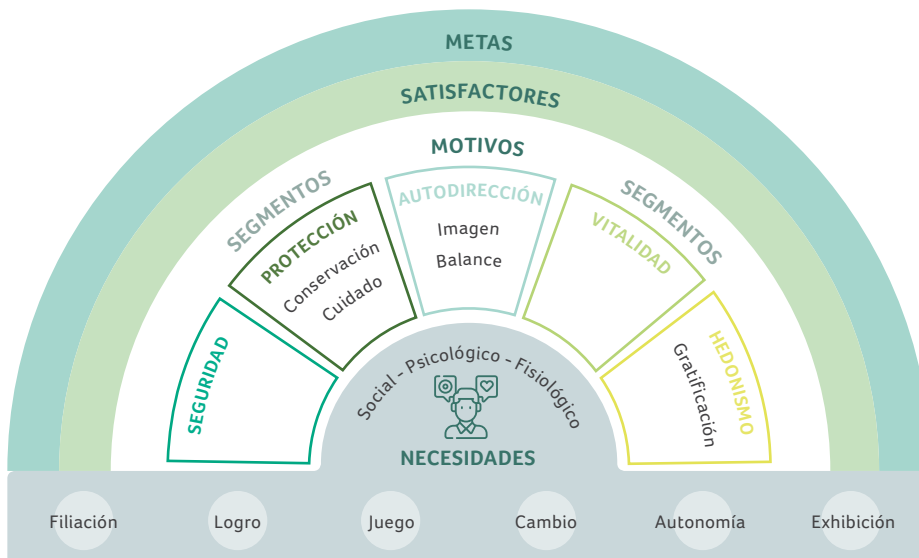 METAS
SATISFACTORES
MOTIVOS
SEGMENTOS
SEGMENTOS
SEGURIDAD
PROTECCIÓN
Conservación
Cuidado
AUTODIRECCIÓN
Imagen
Balance
VITALIDAD
HEDONISMO
Gratificación
Social - Psicológico - Fisiológico
NECESIDADES
Filiación
Logro
Juego
Cambio
Autonomía
Exhibición